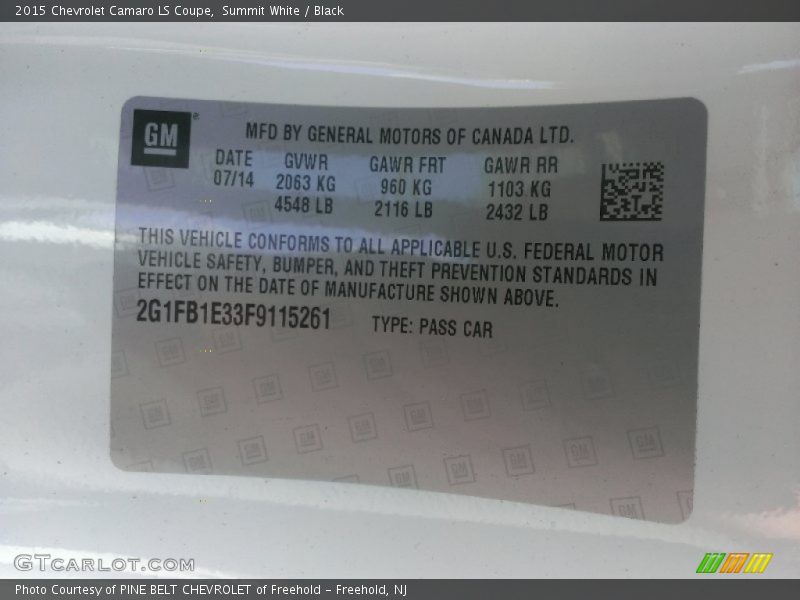 2015 Chevrolet Camaro LS Coupe, Summit White / Black
GM
MFD BY GENERAL MOTORS OF CANADA LTD.
DATE GVWR GAWR FRT GAWR RR
07/14 2063 KG 960 KG 1103 KG
4548 LB 2116 LB 2432 LB
THIS VEHICLE CONFORMS TO ALL APPLICABLE U.S. FEDERAL MOTOR
VEHICLE SAFETY, BUMPER, AND THEFT PREVENTION STANDARDS IN
EFFECT ON THE DATE OF MANUFACTURE SHOWN ABOVE.
2G1FB1E33F9115261 TYPE: PASS CAR
GTCARLOT.COM
Photo Courtesy of PINE BELT CHEVROLET of Freehold - Freehold, NJ